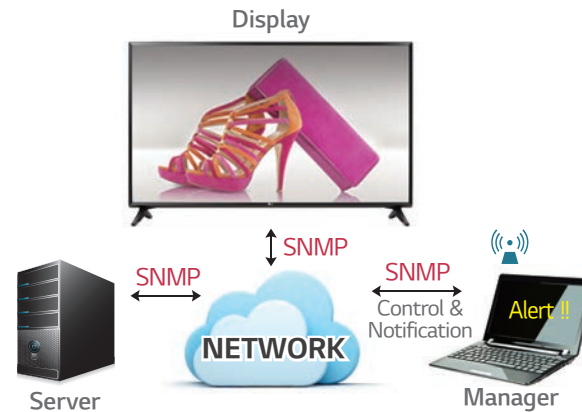 Display
SNMP
SNMP
SNMP
Control &
Notification
Alert !!
NETWORK
Server
Manager